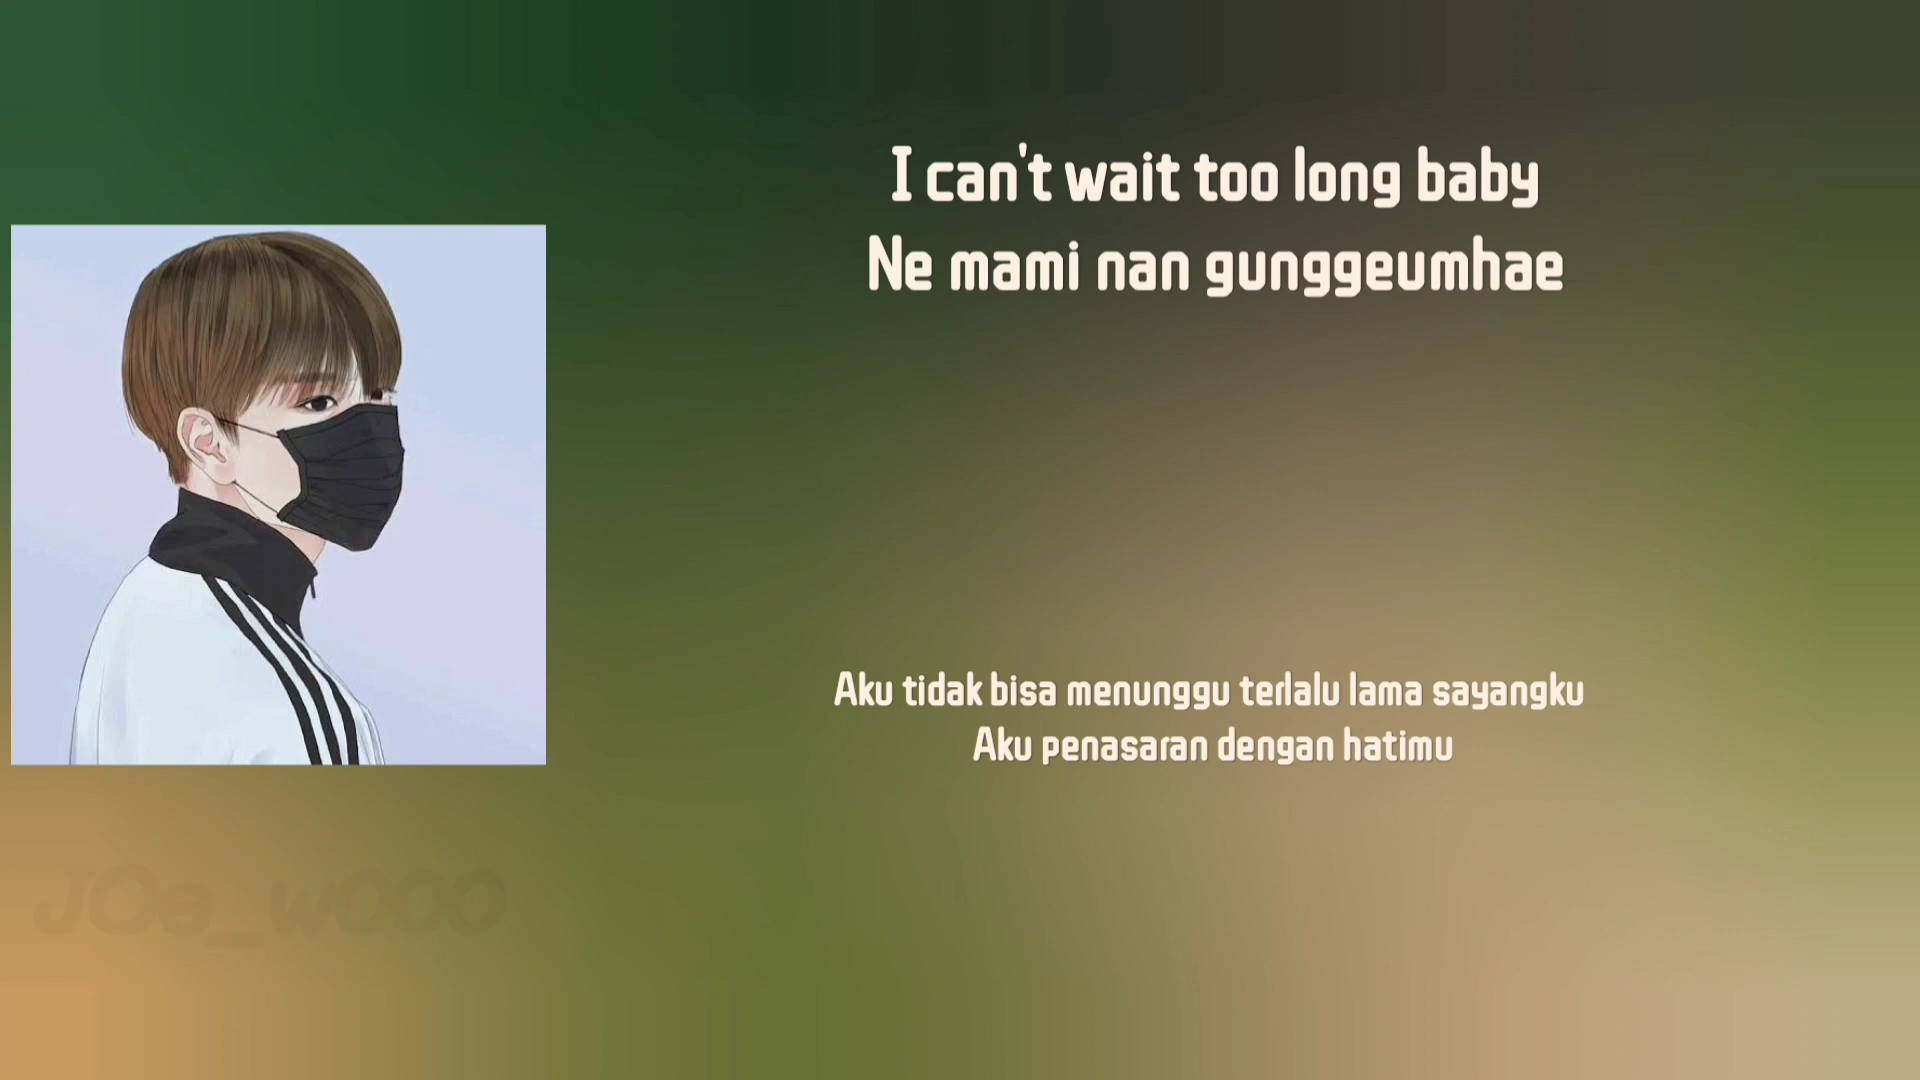 I can't wait too long baby
Ne mami nan gunggeumhae
Aku tidak bisa menunggu terlalu lama sayangku
Aku penasaran dengan hatimu
JOe_wOOO